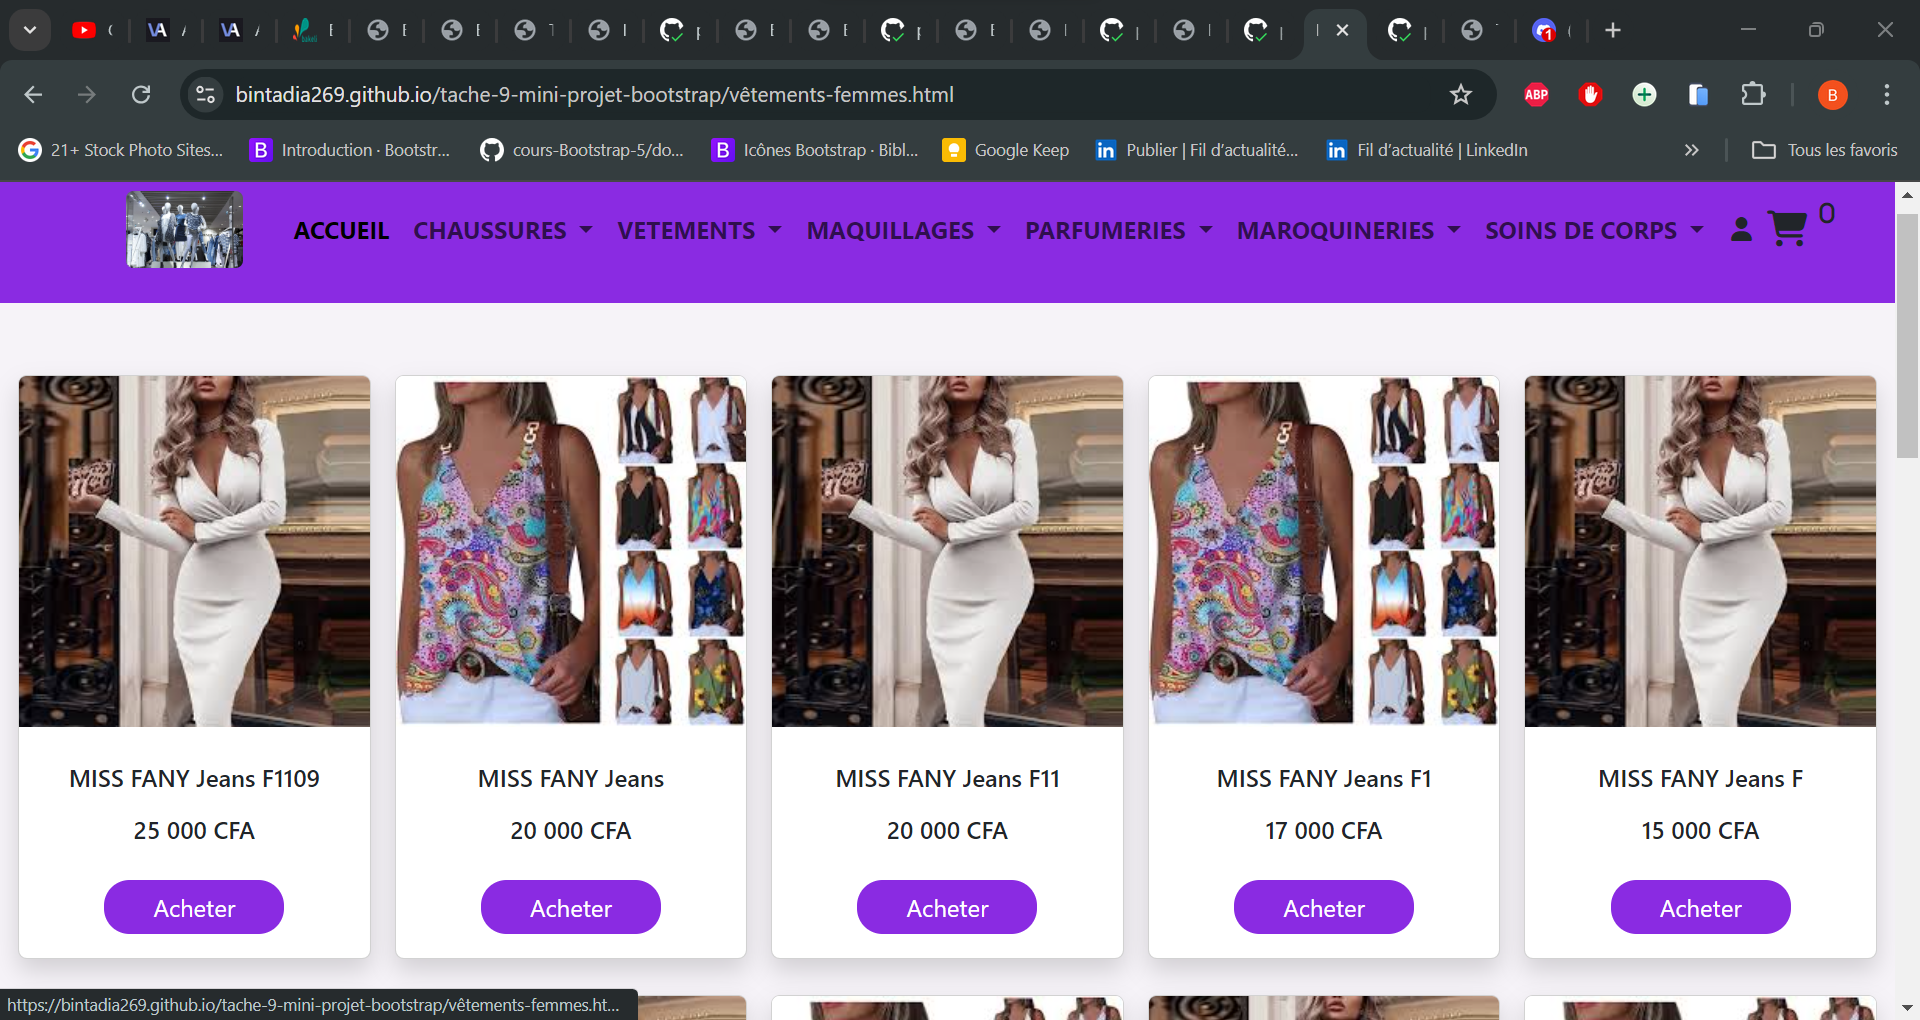 bintadia269.github.io/tache-9-mini-projet-bootstrap/vêtements-femmes.html
ABP
B
21+ Stock Photo Sites...
B Introduction · Bootstr...
cours-Bootstrap-5/do...
B Icônes Bootstrap · Bibl...
Google Keep
in Publier | Fil d'actualité...
in Fil d'actualité | LinkedIn
Tous les favoris
ACCUEIL CHAUSSURES VETEMENTS MAQUILLAGES PARFUMERIES MAROQUINERIES SOINS DE CORPS 0
MISS FANY Jeans F1109
25 000 CFA
Acheter
MISS FANY Jeans
20 000 CFA
Acheter
MISS FANY Jeans F11
20 000 CFA
Acheter
MISS FANY Jeans F1
17 000 CFA
Acheter
MISS FANY Jeans F
15 000 CFA
Acheter
https://bintadia269.github.io/tache-9-mini-projet-bootstrap/vêtements-femmes.ht...